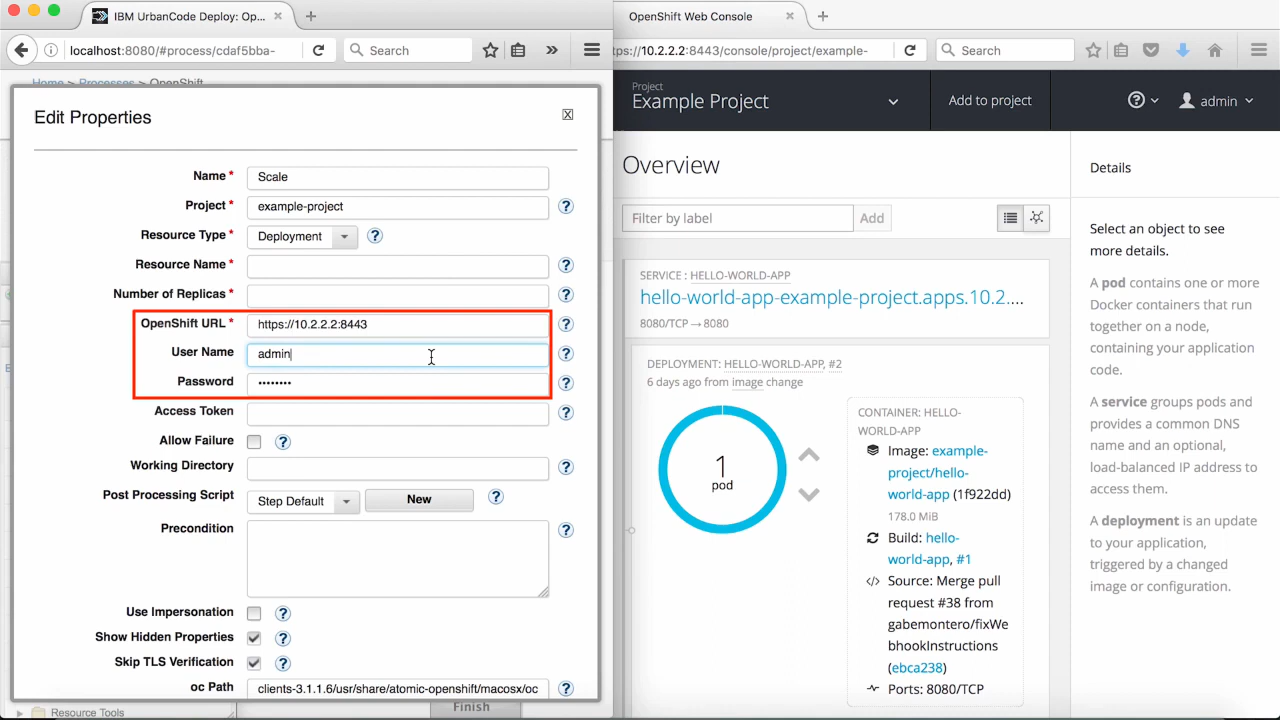 IBM UrbanCode Deploy: Op...
localhost:8080/#process/cdaf5bba-
Search
Home > Processes > OpenShift
Edit Properties
Name *
Scale
Project *
example-project
Resource Type *
Deployment
Resource Name *
Number of Replicas *
OpenShift URL *
https://10.2.2.2:8443
User Name
admin
Password
••••••••
Access Token
Allow Failure
Working Directory
Post Processing Script
Step Default
New
Precondition
Use Impersonation
Show Hidden Properties
Skip TLS Verification
oc Path
clients-3.1.1.6/usr/share/atomic-openshift/macosx/oc
Resource Tools
Finish
OpenShift Web Console
ps://10.2.2.2:8443/console/project/example-
Search
Project
Example Project
Add to project
admin
Overview
Filter by label
Add
SERVICE : HELLO-WORLD-APP
hello-world-app-example-project.apps.10.2....
8080/TCP → 8080
DEPLOYMENT: HELLO-WORLD-APP, #2
6 days ago from image change
1
pod
CONTAINER: HELLO-
WORLD-APP
Image: example-
project/hello-
world-app (1f922dd)
178.0 MiB
Build: hello-
world-app, #1
Source: Merge pull
request #38 from
gabemontero/fixWe
bhookInstructions
(ebca238)
Ports: 8080/TCP
Details
Select an object to see
more details.
A pod contains one or more
Docker containers that run
together on a node,
containing your application
code.
A service groups pods and
provides a common DNS
name and an optional,
load-balanced IP address to
access them.
A deployment is an update
to your application,
triggered by a changed
image or configuration.